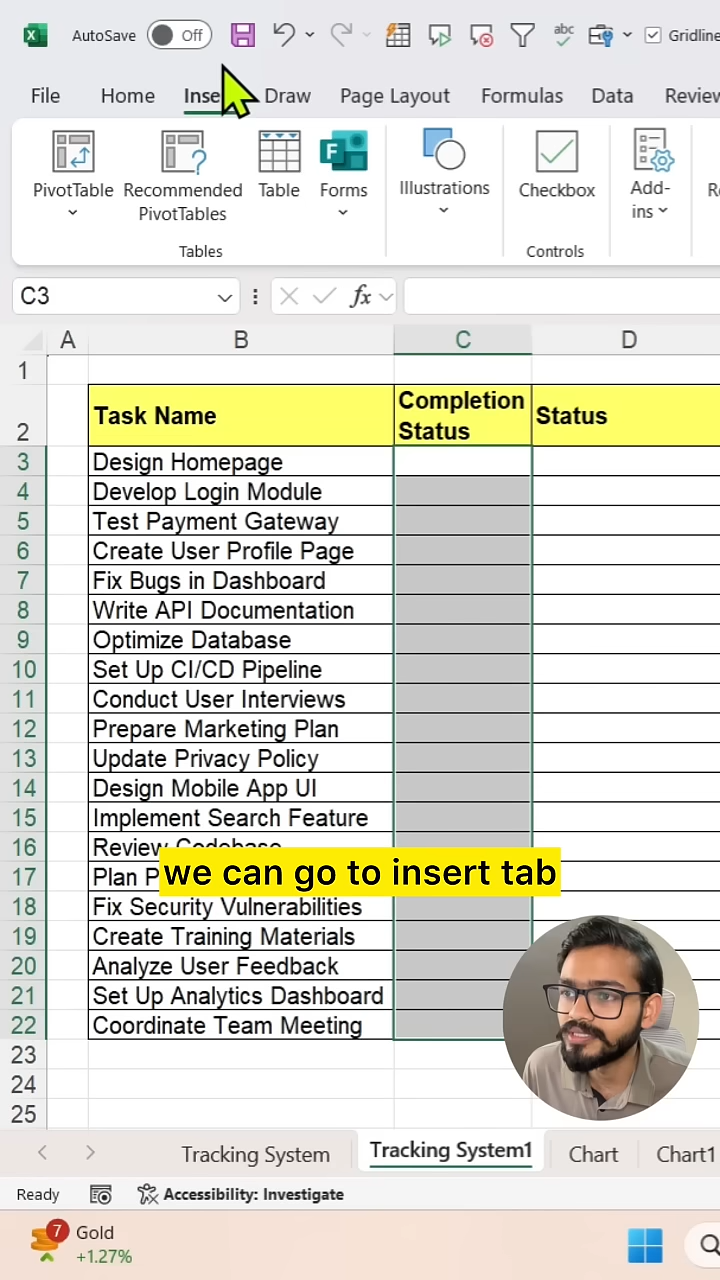 AutoSave Off abc Gridline
File Home Inse Draw Page Layout Formulas Data Review
PivotTable Recommended PivotTables Table Forms Illustrations Checkbox Add-ins
Tables Controls
C3 fx
A B C D
1
2 Task Name Completion Status Status
3 Design Homepage
4 Develop Login Module
5 Test Payment Gateway
6 Create User Profile Page
7 Fix Bugs in Dashboard
8 Write API Documentation
9 Optimize Database
10 Set Up CI/CD Pipeline
11 Conduct User Interviews
12 Prepare Marketing Plan
13 Update Privacy Policy
14 Design Mobile App UI
15 Implement Search Feature
16 Review Codebase
we can go to insert tab
17 Plan P
18 Fix Security Vulnerabilities
19 Create Training Materials
20 Analyze User Feedback
21 Set Up Analytics Dashboard
22 Coordinate Team Meeting
23
24
25
Tracking System Tracking System1 Chart Chart1
Ready Accessibility: Investigate
7 Gold
+1.27%